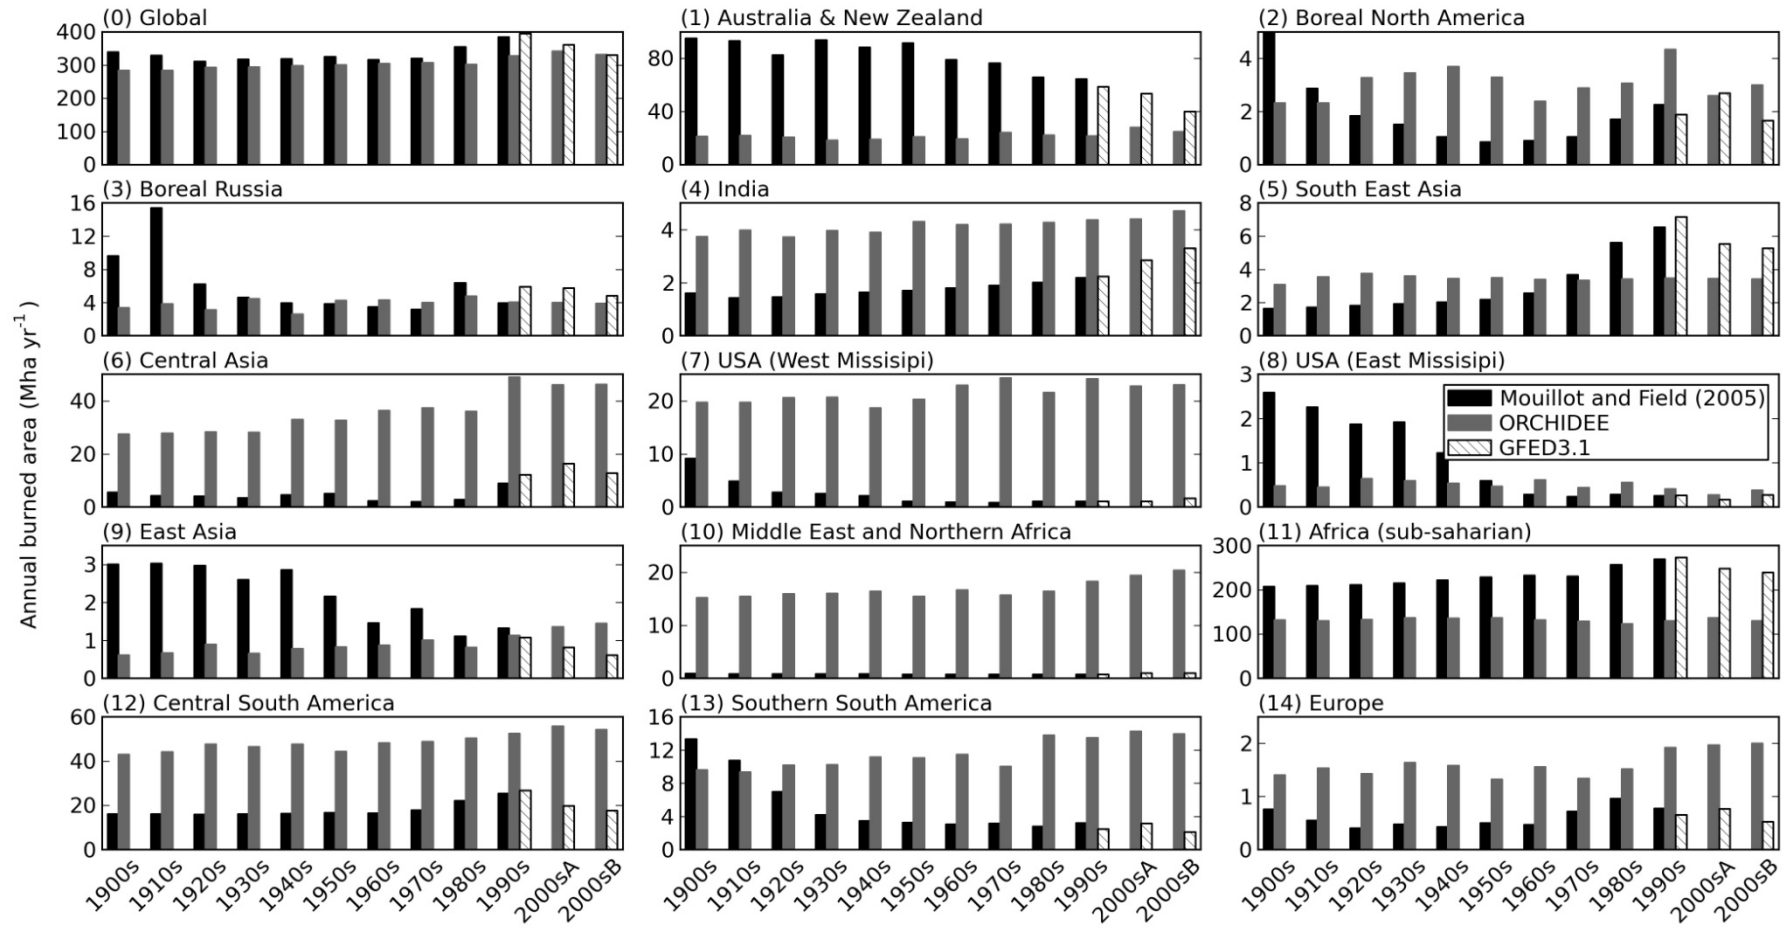 (0) Global
(1) Australia & New Zealand
(2) Boreal North America
400
300
200
100
0
80
40
0
4
2
0
(3) Boreal Russia
(4) India
(5) South East Asia
16
12
8
4
0
4
2
0
8
6
4
2
0
Annual burned area (Mha yr-1)
(6) Central Asia
(7) USA (West Missisipi)
(8) USA (East Missisipi)
40
20
0
20
10
0
3
2
1
0
Mouillot and Field (2005)
ORCHIDEE
GFED3.1
(9) East Asia
(10) Middle East and Northern Africa
(11) Africa (sub-saharian)
3
2
1
0
20
10
0
300
200
100
0
(12) Central South America
(13) Southern South America
(14) Europe
60
40
20
0
16
12
8
4
0
2
1
0
1900s 1910s 1920s 1930s 1940s 1950s 1960s 1970s 1980s 1990s 2000sA 2000sB
1900s 1910s 1920s 1930s 1940s 1950s 1960s 1970s 1980s 1990s 2000sA 2000sB
1900s 1910s 1920s 1930s 1940s 1950s 1960s 1970s 1980s 1990s 2000sA 2000sB